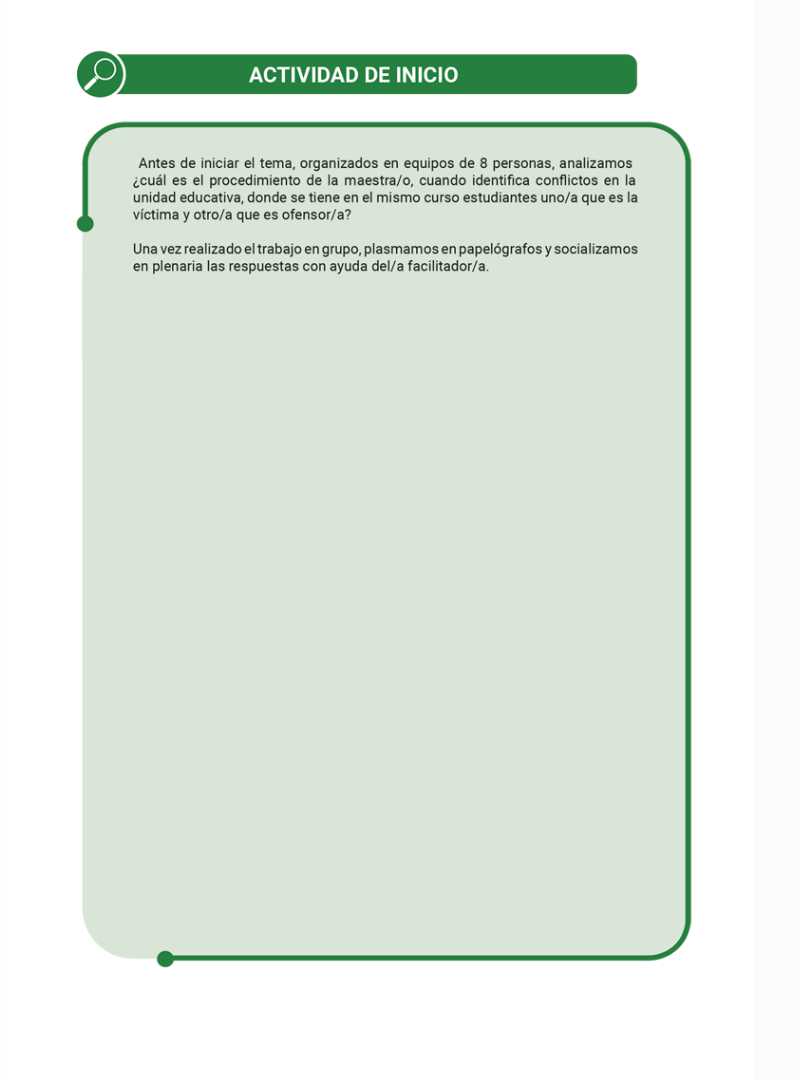 ACTIVIDAD DE INICIO
Antes de iniciar el tema, organizados en equipos de 8 personas, analizamos
¿cuál es el procedimiento de la maestra/o, cuando identifica conflictos en la
unidad educativa, donde se tiene en el mismo curso estudiantes uno/a que es la
víctima y otro/a que es ofensor/a?
Una vez realizado el trabajo en grupo, plasmamos en papelógrafos y socializamos
en plenaria las respuestas con ayuda del/a facilitador/a.